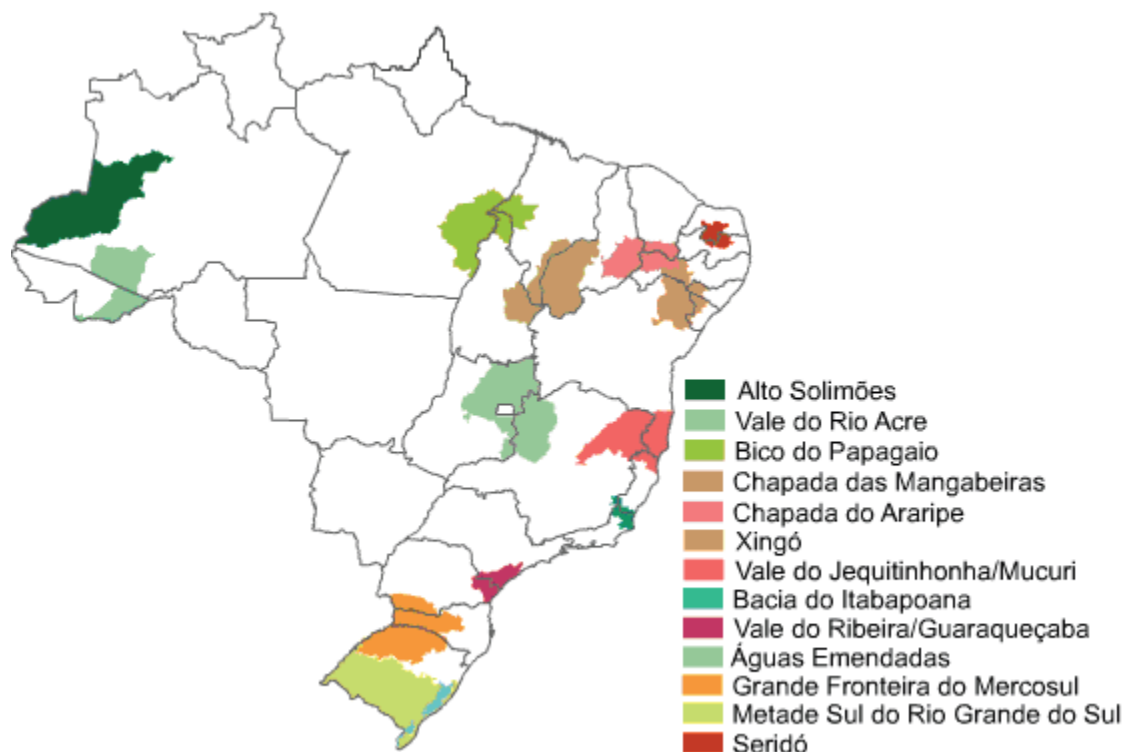 Alto Solimões
Vale do Rio Acre
Bico do Papagaio
Chapada das Mangabeiras
Chapada do Araripe
Xingó
Vale do Jequitinhonha/Mucuri
Bacia do Itabapoana
Vale do Ribeira/Guaraqueçaba
Águas Emendadas
Grande Fronteira do Mercosul
Metade Sul do Rio Grande do Sul
Seridó